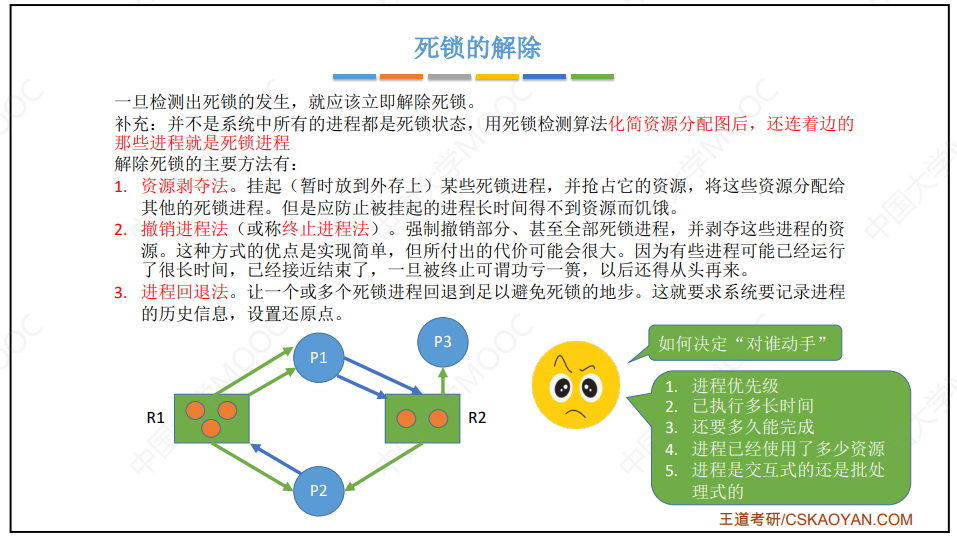 死锁的解除
一旦检测出死锁的发生，就应该立即解除死锁。
补充：并不是系统中所有的进程都是死锁状态，用死锁检测算法化简资源分配图后，还连着边的
那些进程就是死锁进程
解除死锁的主要方法有：
1. 资源剥夺法。挂起（暂时放到外存上）某些死锁进程，并抢占它的资源，将这些资源分配给
其他的死锁进程。但是应防止被挂起的进程长时间得不到资源而饥饿。
2. 撤销进程法（或称终止进程法）。强制撤销部分、甚至全部死锁进程，并剥夺这些进程的资
源。这种方式的优点是实现简单，但所付出的代价可能会很大。因为有些进程可能已经运行
了很长时间，已经接近结束了，一旦被终止可谓功亏一篑，以后还得从头再来。
3. 进程回退法。让一个或多个死锁进程回退到足以避免死锁的地步。这就要求系统要记录进程
的历史信息，设置还原点。
P1
P3
R1
R2
P2
如何决定“对谁动手”
1. 进程优先级
2. 已执行多长时间
3. 还要多久能完成
4. 进程已经使用了多少资源
5. 进程是交互式的还是批处
理式的
王道考研/CSKAOYAN.COM
中国大学MOOC